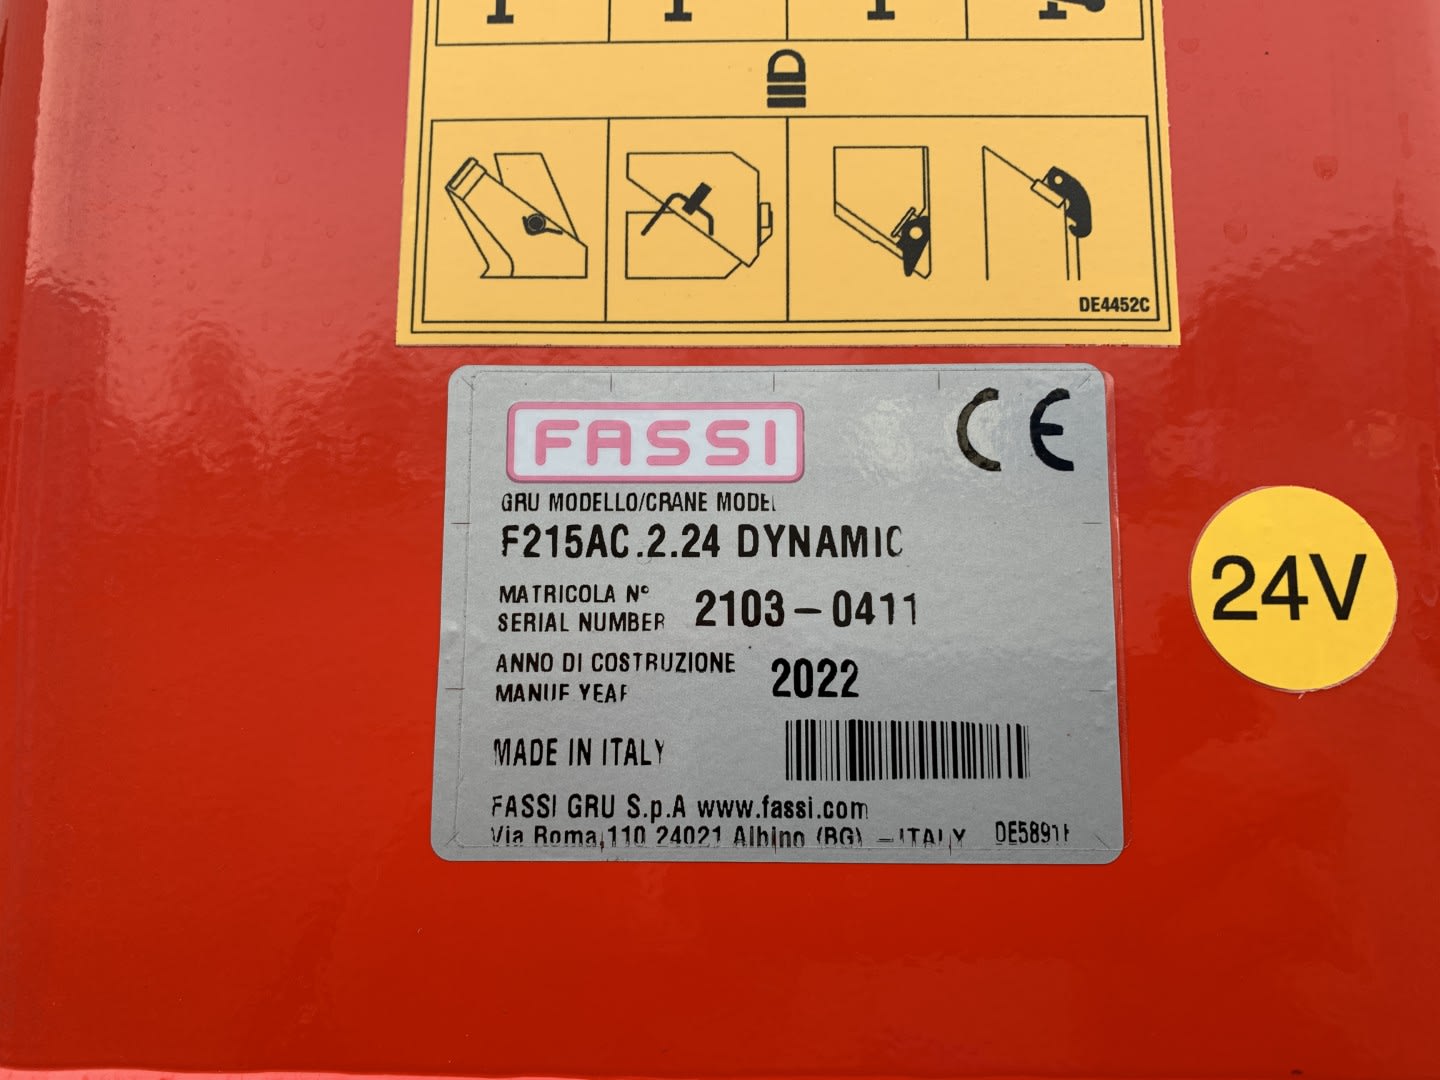 DE4452C
FASSI
CE
GRU MODELLO/CRANE MODEL
F215AC.2.24 DYNAMIC
MATRICOLA N°
SERIAL NUMBER 2103-0411
ANNO DI COSTRUZIONE
MANUF YEAR 2022
MADE IN ITALY
FASSI GRU S.p.A www.fassi.com
Via Roma,110 24021 Albino (BG) - ITALY
24V